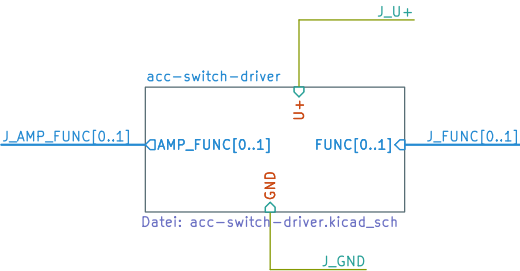 J_U+
acc-switch-driver
U+
J_AMP_FUNC[0..1]
AMP_FUNC[0..1]
FUNC[0..1]
J_FUNC[0..1]
GND
Datei: acc-switch-driver.kicad_sch
J_GND